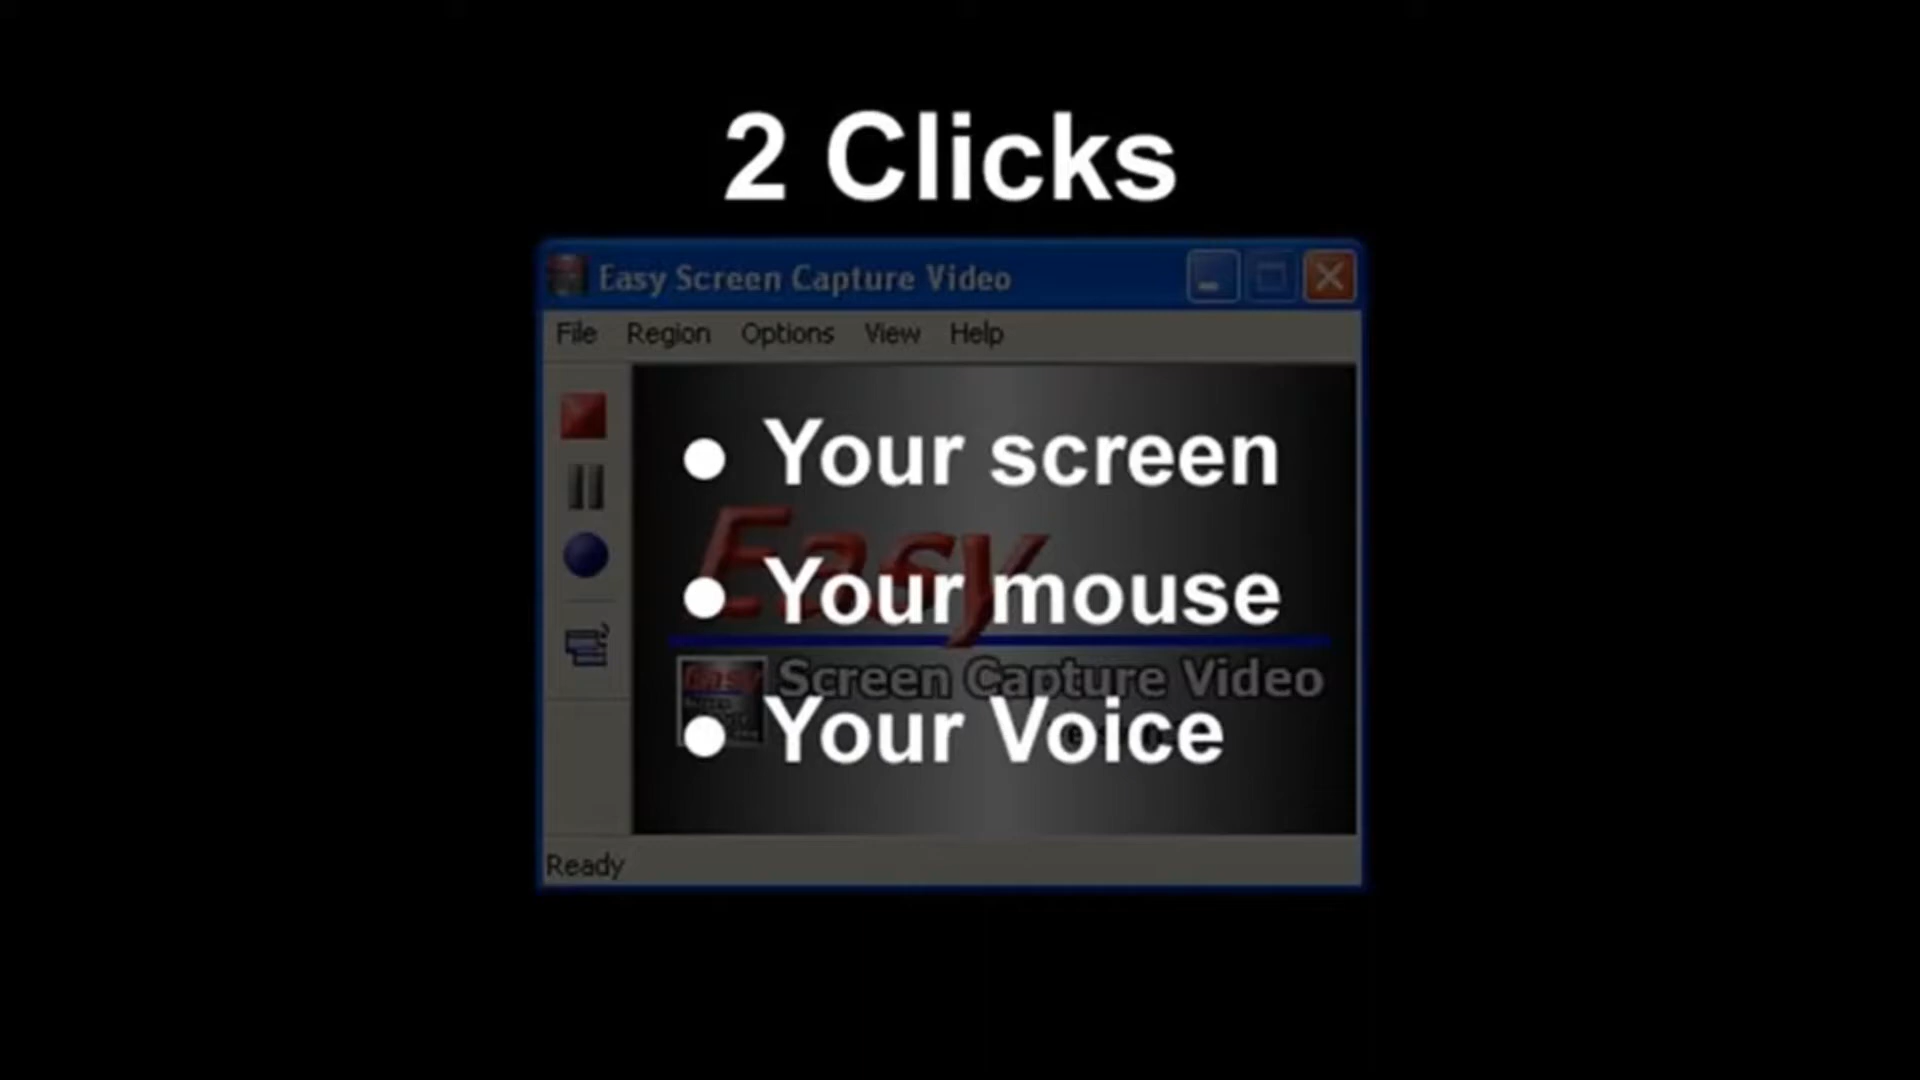 2 Clicks
Easy Screen Capture Video
File Region Options View Help
• Your screen
Easy
• Your mouse
Screen Capture Video
• Your Voice
Ready